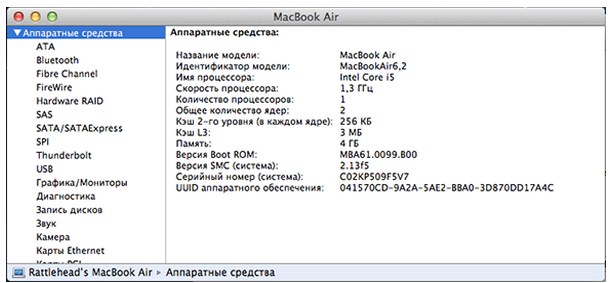 MacBook Air
▼ Аппаратные средства
ATA
Bluetooth
Fibre Channel
FireWire
Hardware RAID
SAS
SATA/SATAExpress
SPI
Thunderbolt
USB
Графика/Мониторы
Диагностика
Запись дисков
Звук
Камера
Карты Ethernet
Аппаратные средства:
Название модели: MacBook Air
Идентификатор модели: MacBookAir6,2
Имя процессора: Intel Core i5
Скорость процессора: 1,3 ГГц
Количество процессоров: 1
Общее количество ядер: 2
Кэш 2-го уровня (в каждом ядре): 256 КБ
Кэш L3: 3 МБ
Память: 4 ГБ
Версия Boot ROM: MBA61.0099.B00
Версия SMC (система): 2.13f5
Серийный номер (система): C02KP509F5V7
UUID аппаратного обеспечения: 041570CD-9A2A-5AE2-BBA0-3D870DD17A4C
Rattlehead's MacBook Air ▸ Аппаратные средства